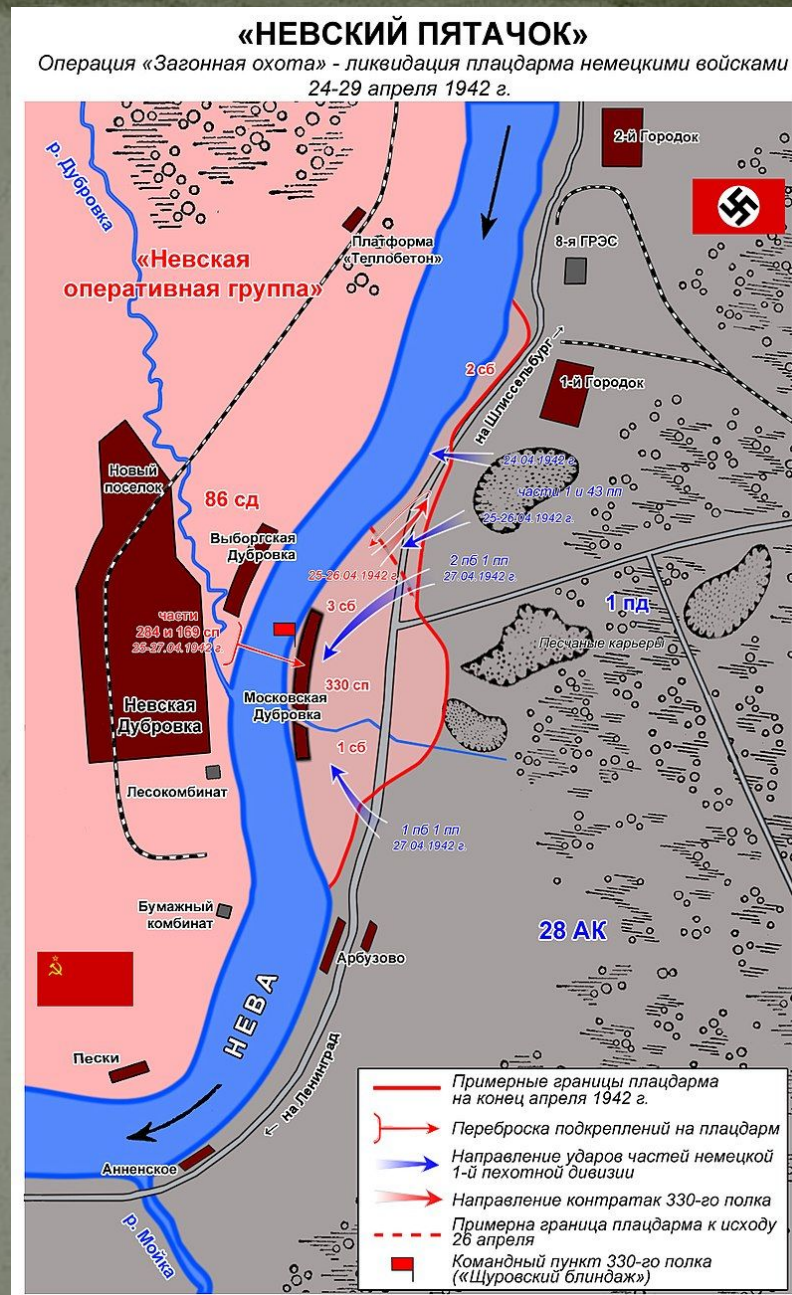 «НЕВСКИЙ ПЯТАЧОК»
Операция «Загонная охота» - ликвидация плацдарма немецкими войсками
24-29 апреля 1942 г.
2-й Городок
р. Дубровка
Платформа
«Теплобетон»
8-я ГРЭС
«Невская
оперативная группа»
на Шлиссельбург →
2 сб
1-й Городок
24.04.1942 г.
части 1 и 43 пп
Новый
поселок
86 сд
25-26.04.1942 г.
Выборгская
Дубровка
2 пб 1 пп
27.04.1942 г.
25-26.04.1942 г.
3 сб
1 пд
части
284 и 169 сп
25-27.04.1942 г.
Песчаные карьеры
330 сп
Московская
Дубровка
Невская
Дубровка
1 сб
Лесокомбинат
1 пб 1 пп
27.04.1942 г.
Бумажный
комбинат
28 АК
Арбузово
НЕВА
Пески
← на Ленинград
Анненское
р. Мойка
Примерные границы плацдарма
на конец апреля 1942 г.
Переброска подкреплений на плацдарм
Направление ударов частей немецкой
1-й пехотной дивизии
Направление контратак 330-го полка
Примерна граница плацдарма к исходу
26 апреля
Командный пункт 330-го полка
(«Щуровский блиндаж»)